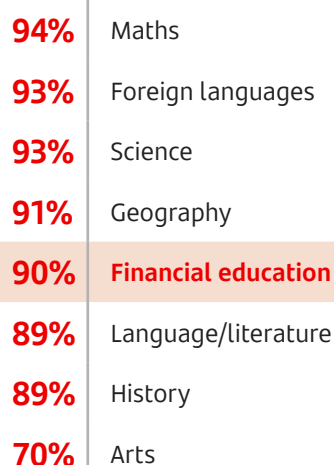 94% Maths
93% Foreign languages
93% Science
91% Geography
90% Financial education
89% Language/literature
89% History
70% Arts